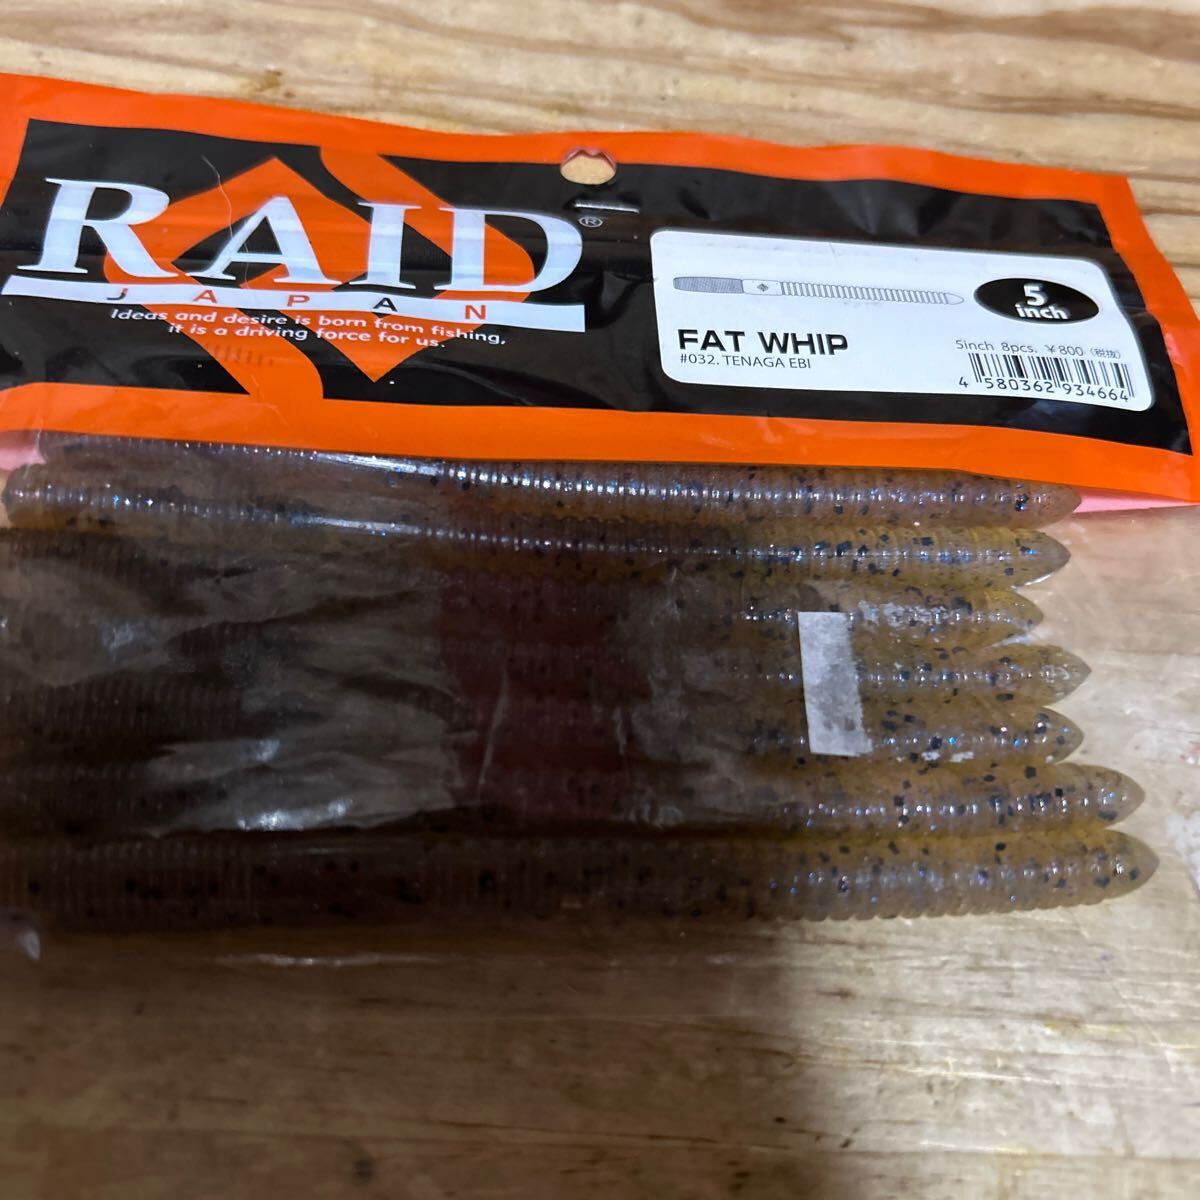 RAID®
JAPAN
Ideas and desire is born from fishing,
it is a driving force for us.
5
inch
FAT WHIP
#032. TENAGA EBI
5inch 8pcs. ￥800（税抜）
4 580362 934664